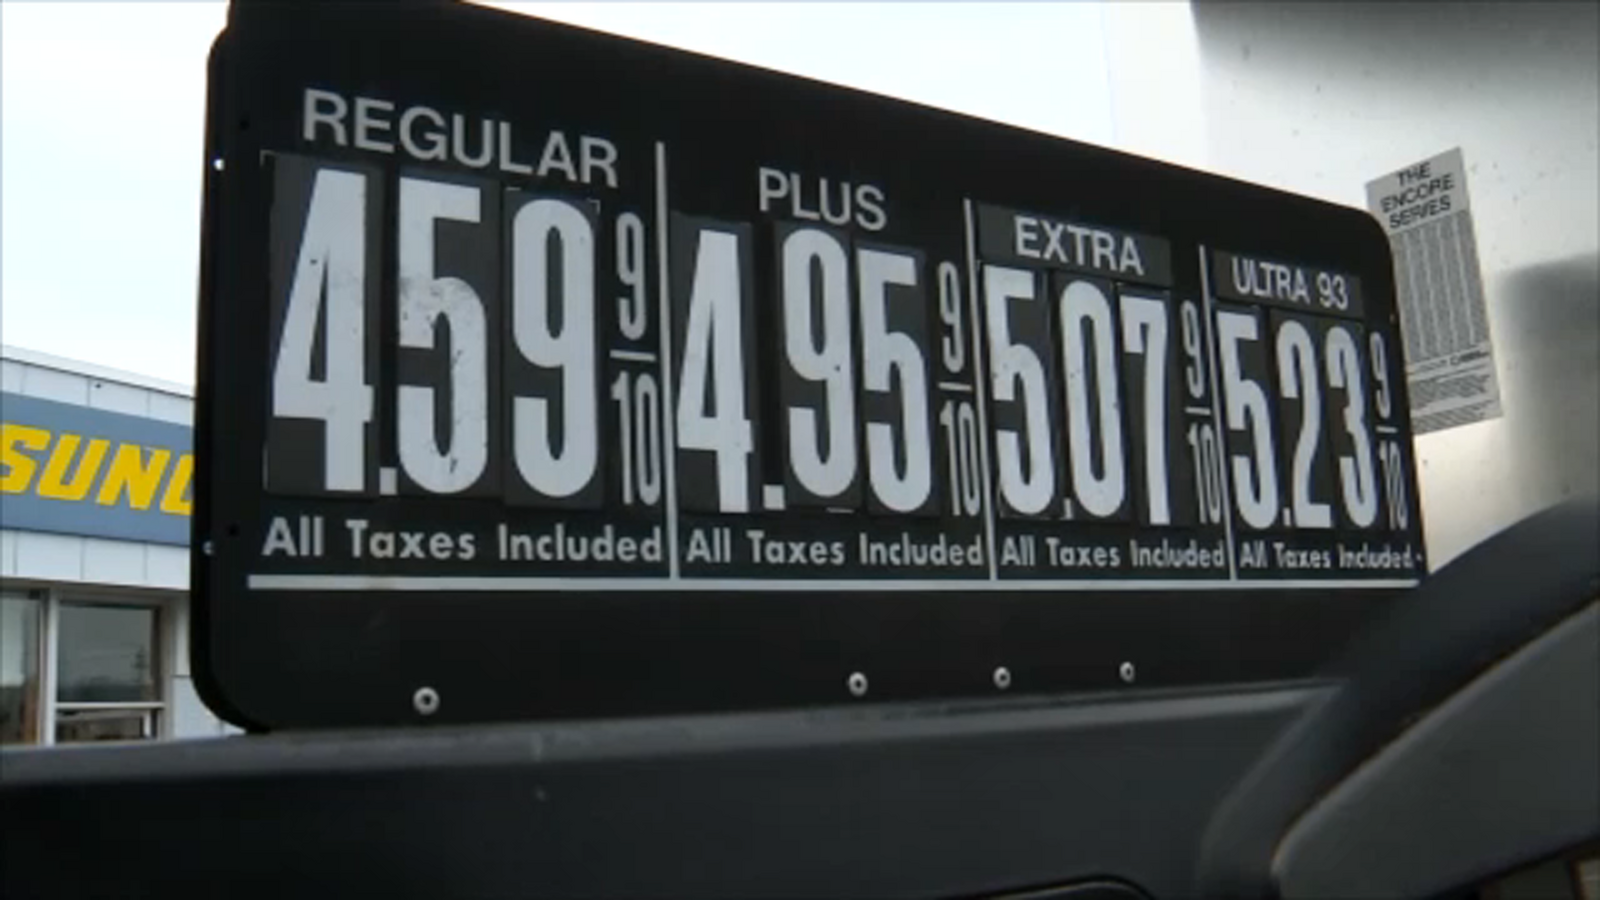 REGULAR
4.59 9/10
All Taxes Included
PLUS
4.95 9/10
All Taxes Included
EXTRA
5.07 9/10
All Taxes Included
ULTRA 93
5.23 9/10
All Taxes Included
THE
ENCORE
SERIES
SUNO